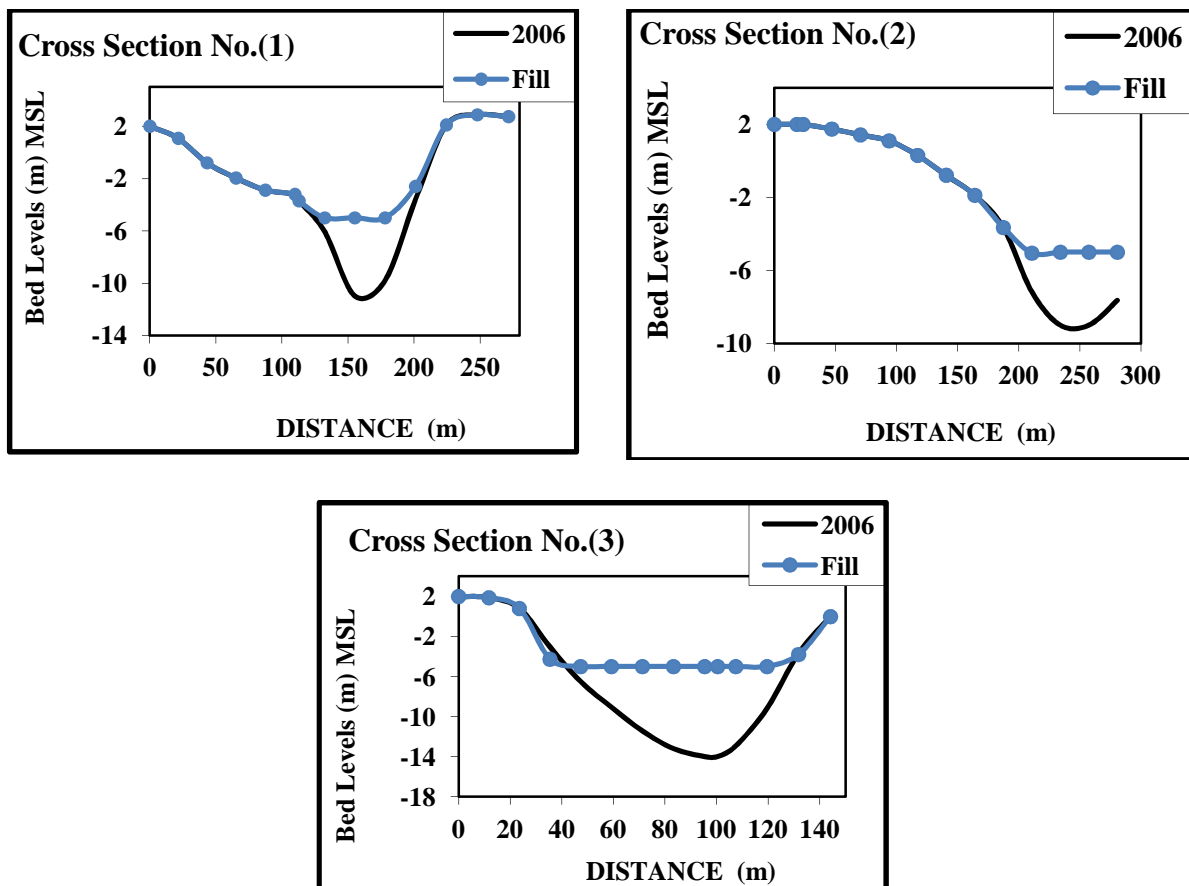 Cross Section No.(1)
2006
Fill
Bed Levels (m) MSL
2
-2
-6
-10
-14
0 50 100 150 200 250
DISTANCE (m)
Cross Section No.(2)
2006
Fill
Bed Levels (m) MSL
2
-2
-6
-10
0 50 100 150 200 250 300
DISTANCE (m)
Cross Section No.(3)
2006
Fill
Bed Levels (m) MSL
2
-2
-6
-10
-14
-18
0 20 40 60 80 100 120 140
DISTANCE (m)